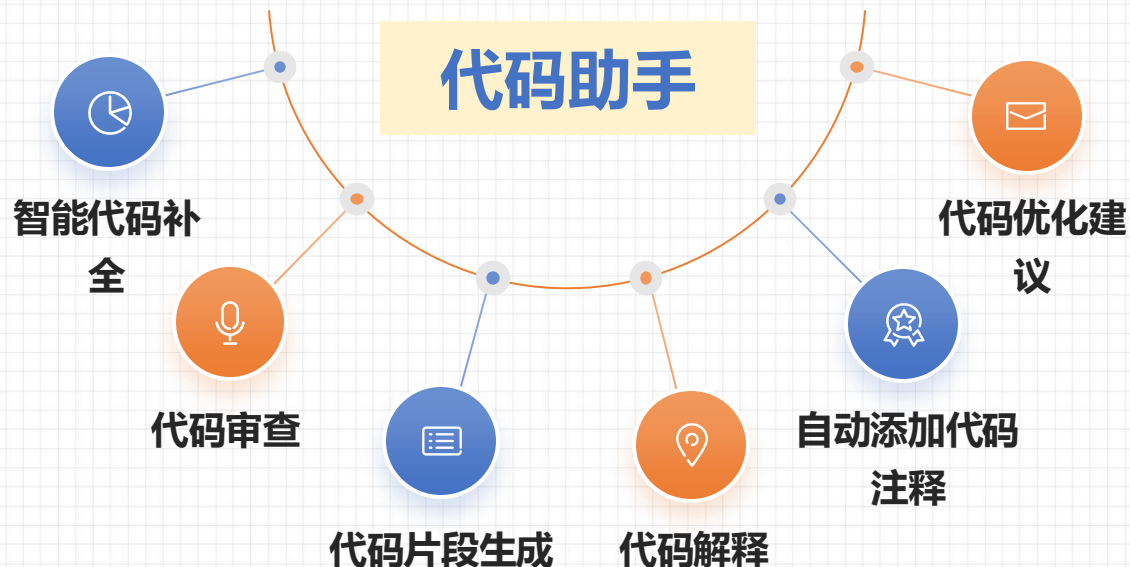 代码助手
智能代码补
全
代码审查
代码片段生成
代码解释
自动添加代码
注释
代码优化建
议